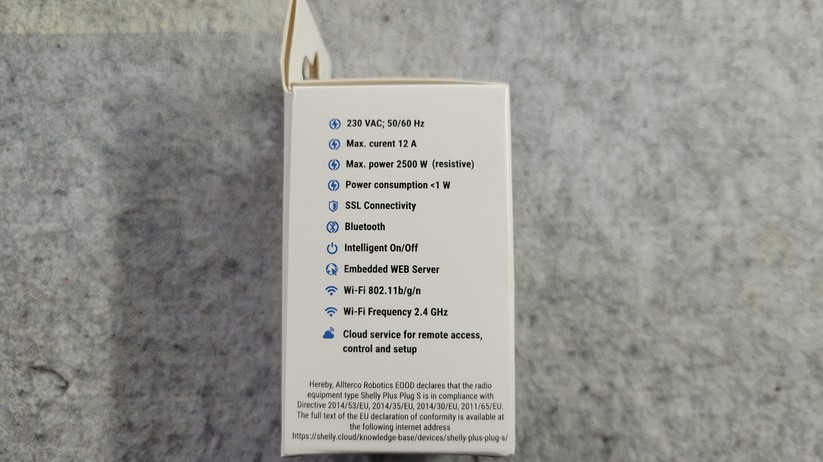 230 VAC; 50/60 Hz
Max. curent 12 A
Max. power 2500 W (resistive)
Power consumption <1 W
SSL Connectivity
Bluetooth
Intelligent On/Off
Embedded WEB Server
Wi-Fi 802.11b/g/n
Wi-Fi Frequency 2.4 GHz
Cloud service for remote access,
control and setup
Hereby, Allterco Robotics EOOD declares that the radio
equipment type Shelly Plus Plug S is in compliance with
Directive 2014/53/EU, 2014/35/EU, 2014/30/EU, 2011/65/EU.
The full text of the EU declaration of conformity is available at
the following internet address
https://shelly.cloud/knowledge-base/devices/shelly-plus-plug-s/